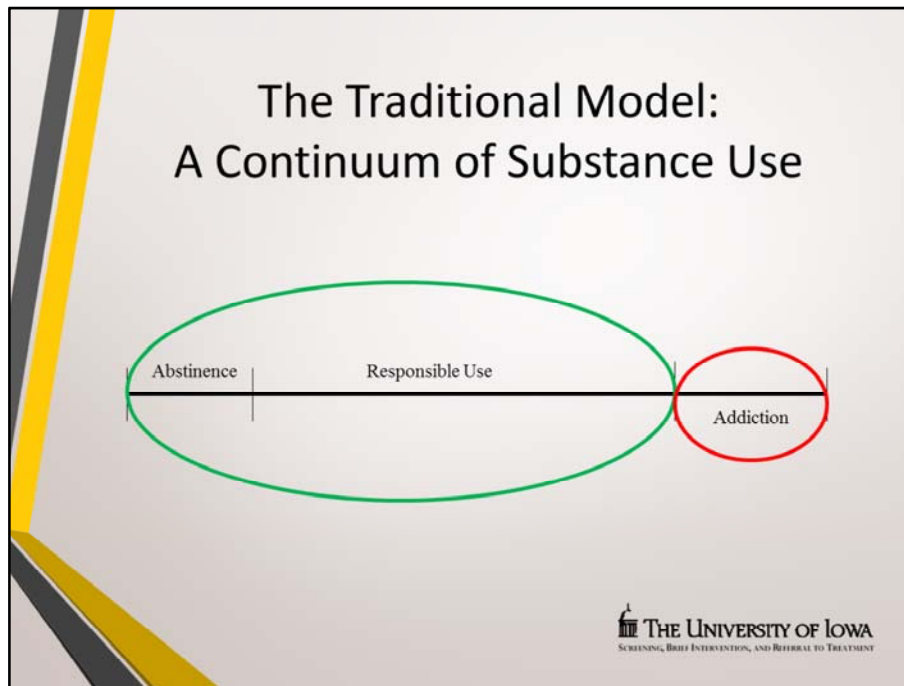 The Traditional Model:
A Continuum of Substance Use
Abstinence
Responsible Use
Addiction
THE UNIVERSITY OF IOWA
SCREENING, BRIEF INTERVENTION, AND REFERRAL TO TREATMENT